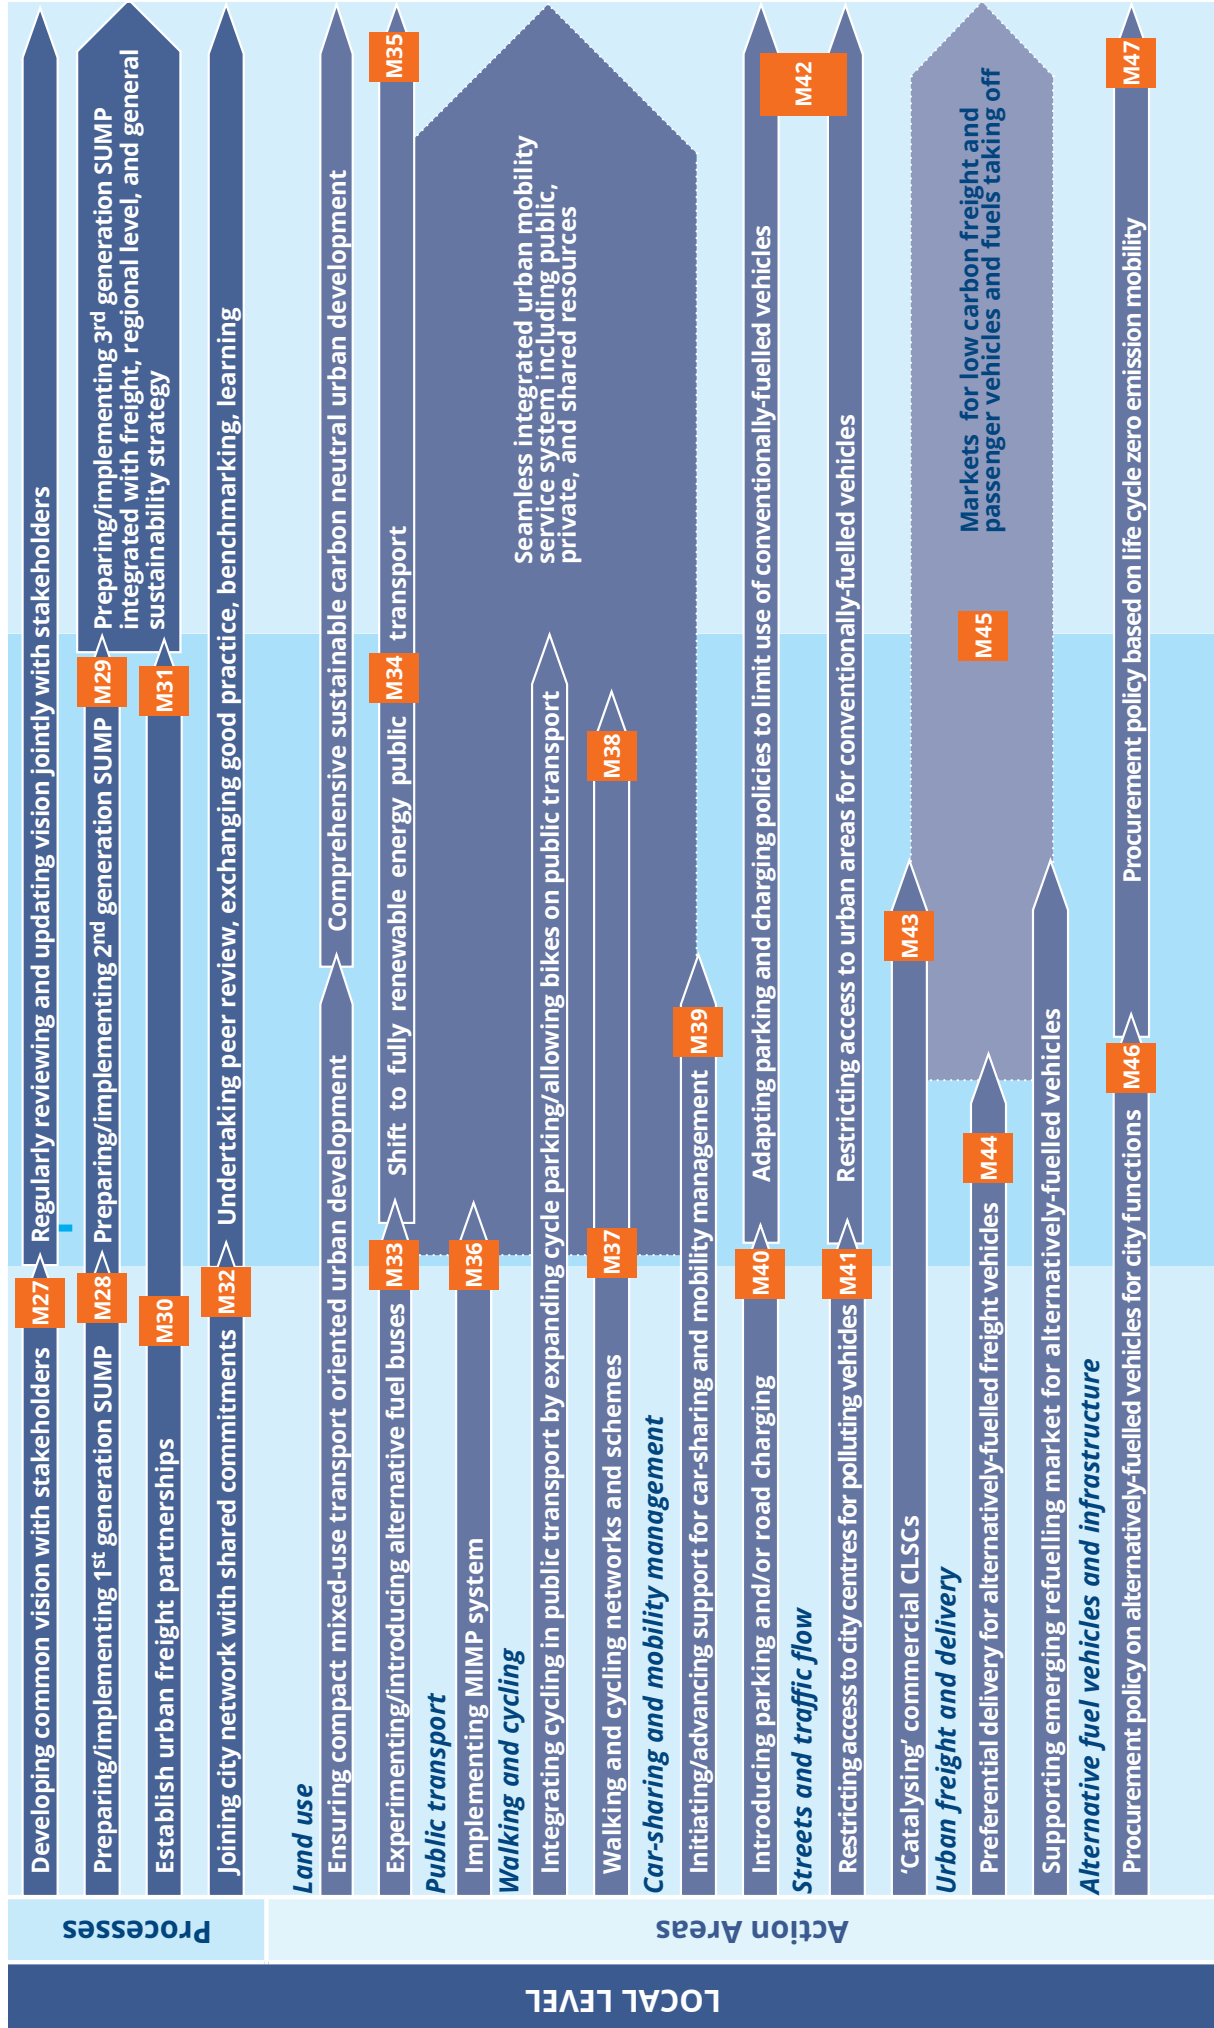 LOCAL LEVEL
Processes
Developing common vision with stakeholders
M27
Regularly reviewing and updating vision jointly with stakeholders
Preparing/implementing 1st generation SUMP
M28
Preparing/implementing 2nd generation SUMP
M29
Preparing/implementing 3rd generation SUMP
integrated with freight, regional level, and general
sustainability strategy
Establish urban freight partnerships
M30
M31
Joining city network with shared commitments
M32
Undertaking peer review, exchanging good practice, benchmarking, learning
Action Areas
Land use
Ensuring compact mixed-use transport oriented urban development
Comprehensive sustainable carbon neutral urban development
Experimenting/introducing alternative fuel buses
M33
Shift to fully renewable energy public transport
M34
M35
Public transport
Implementing MIMP system
M36
Walking and cycling
Integrating cycling in public transport by expanding cycle parking/allowing bikes on public transport
Seamless integrated urban mobility
service system including public,
private, and shared resources
Walking and cycling networks and schemes
M37
M38
Car-sharing and mobility management
Initiating/advancing support for car-sharing and mobility management
M39
Introducing parking and/or road charging
M40
Adapting parking and charging policies to limit use of conventionally-fuelled vehicles
M42
Streets and traffic flow
Restricting access to city centres for polluting vehicles
M41
Restricting access to urban areas for conventionally-fuelled vehicles
‘Catalysing’ commercial CLSCs
M43
Urban freight and delivery
Preferential delivery for alternatively-fuelled freight vehicles
M44
M45
Markets for low carbon freight and
passenger vehicles and fuels taking off
Supporting emerging refuelling market for alternatively-fuelled vehicles
Alternative fuel vehicles and infrastructure
Procurement policy on alternatively-fuelled vehicles for city functions
M46
Procurement policy based on life cycle zero emission mobility
M47